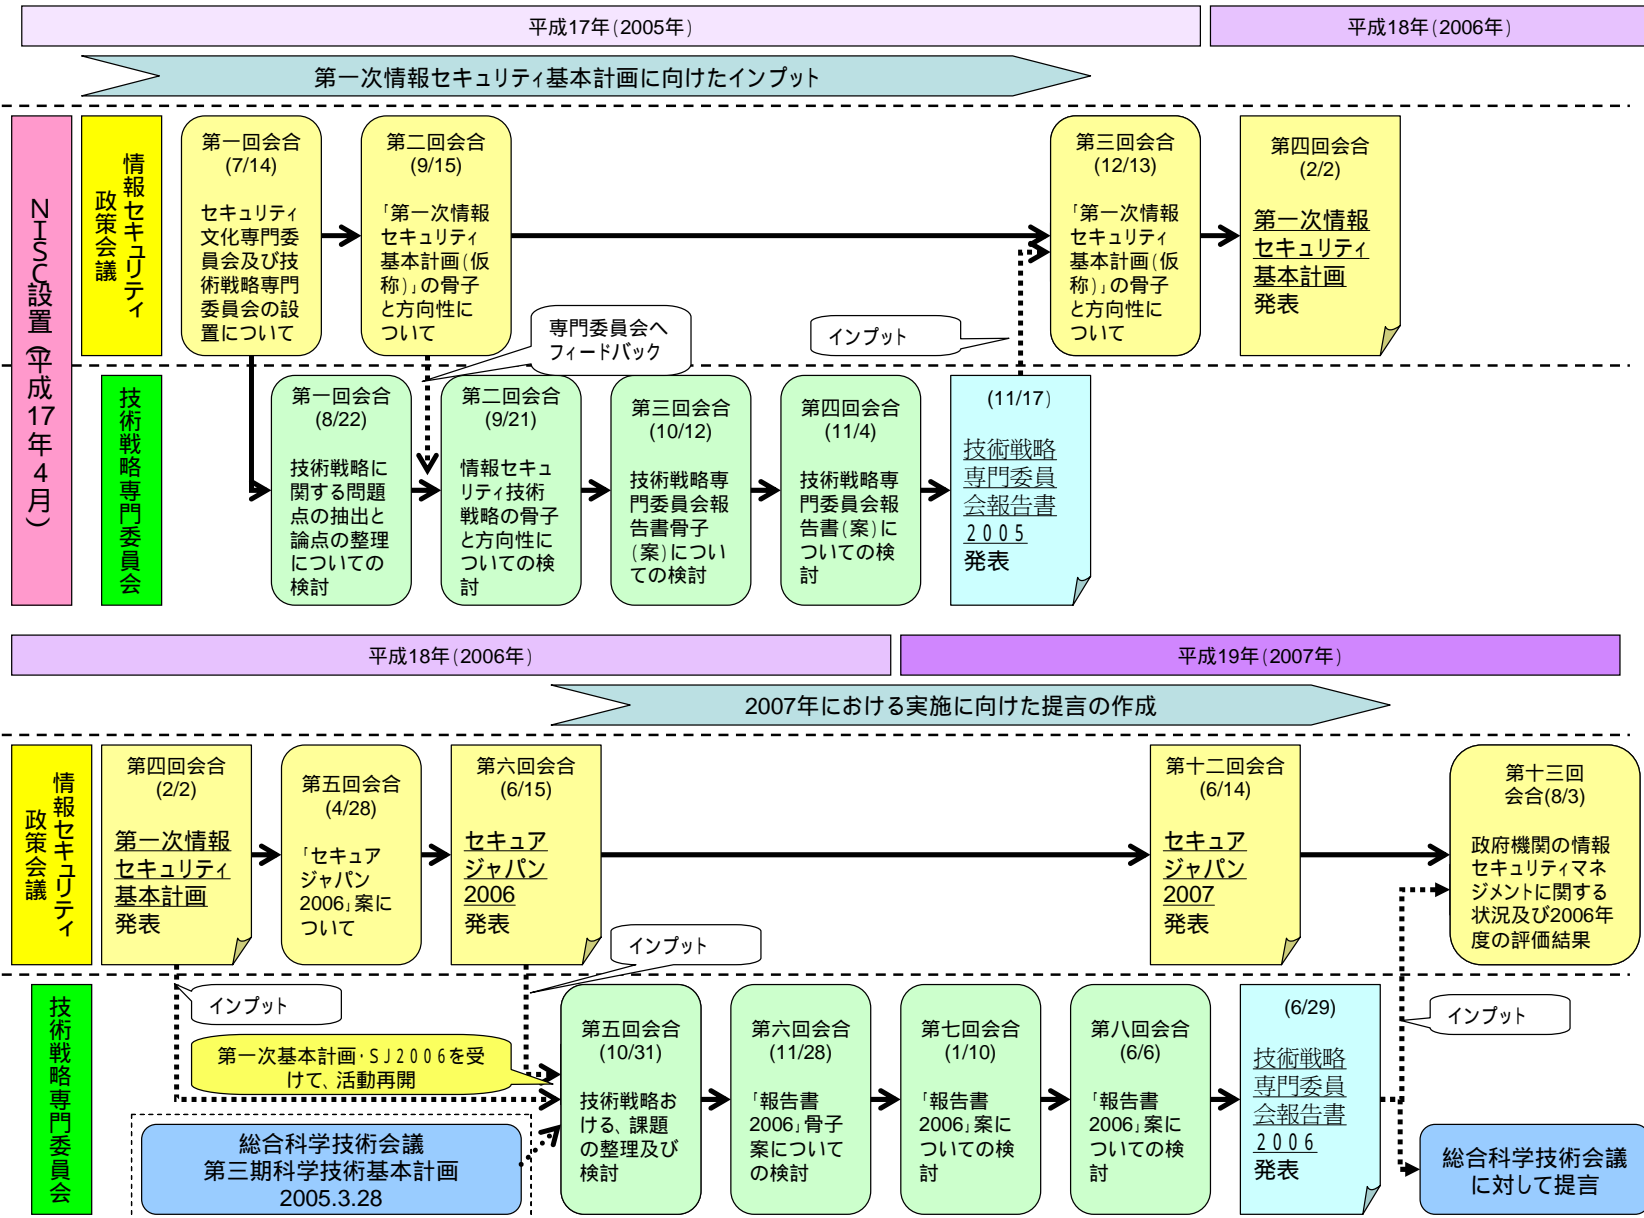 平成17年(2005年)
平成18年(2006年)
第一次情報セキュリティ基本計画に向けたインプット
NISC設置(平成17年4月)
情報セキュリティ
政策会議
第一回会合
(7/14)
セキュリティ
文化専門委
員会及び技
術戦略専門
委員会の設
置について
第二回会合
(9/15)
「第一次情報
セキュリティ
基本計画(仮
称)」の骨子
と方向性に
ついて
第三回会合
(12/13)
「第一次情報
セキュリティ
基本計画(仮
称)」の骨子
と方向性に
ついて
第四回会合
(2/2)
第一次情報
セキュリティ
基本計画
発表
専門委員会へ
フィードバック
インプット
技術戦略専門委員会
第一回会合
(8/22)
技術戦略に
関する問題
点の抽出と
論点の整理
についての
検討
第二回会合
(9/21)
情報セキュ
リティ技術
戦略の骨子
と方向性に
ついての検
討
第三回会合
(10/12)
技術戦略専
門委員会報
告書骨子
(案)につい
ての検討
第四回会合
(11/4)
技術戦略専
門委員会報
告書(案)に
ついての検
討
(11/17)
技術戦略
専門委員
会報告書
2005
発表
平成18年(2006年)
平成19年(2007年)
2007年における実施に向けた提言の作成
情報セキュリティ
政策会議
第四回会合
(2/2)
第一次情報
セキュリティ
基本計画
発表
第五回会合
(4/28)
「セキュア
ジャパン
2006」案に
ついて
第六回会合
(6/15)
セキュア
ジャパン
2006
発表
第十二回会合
(6/14)
セキュア
ジャパン
2007
発表
第十三回
会合(8/3)
政府機関の情報
セキュリティマネ
ジメントに関する
状況及び2006年
度の評価結果
インプット
インプット
インプット
技術戦略専門委員会
第一次基本計画・SJ2006を受
けて、活動再開
総合科学技術会議
第三期科学技術基本計画
2005.3.28
第五回会合
(10/31)
技術戦略お
ける、課題
の整理及び
検討
第六回会合
(11/28)
「報告書
2006」骨子
案について
の検討
第七回会合
(1/10)
「報告書
2006」案に
ついての検
討
第八回会合
(6/6)
「報告書
2006」案に
ついての検
討
(6/29)
技術戦略
専門委員
会報告書
2006
発表
総合科学技術会議
に対して提言